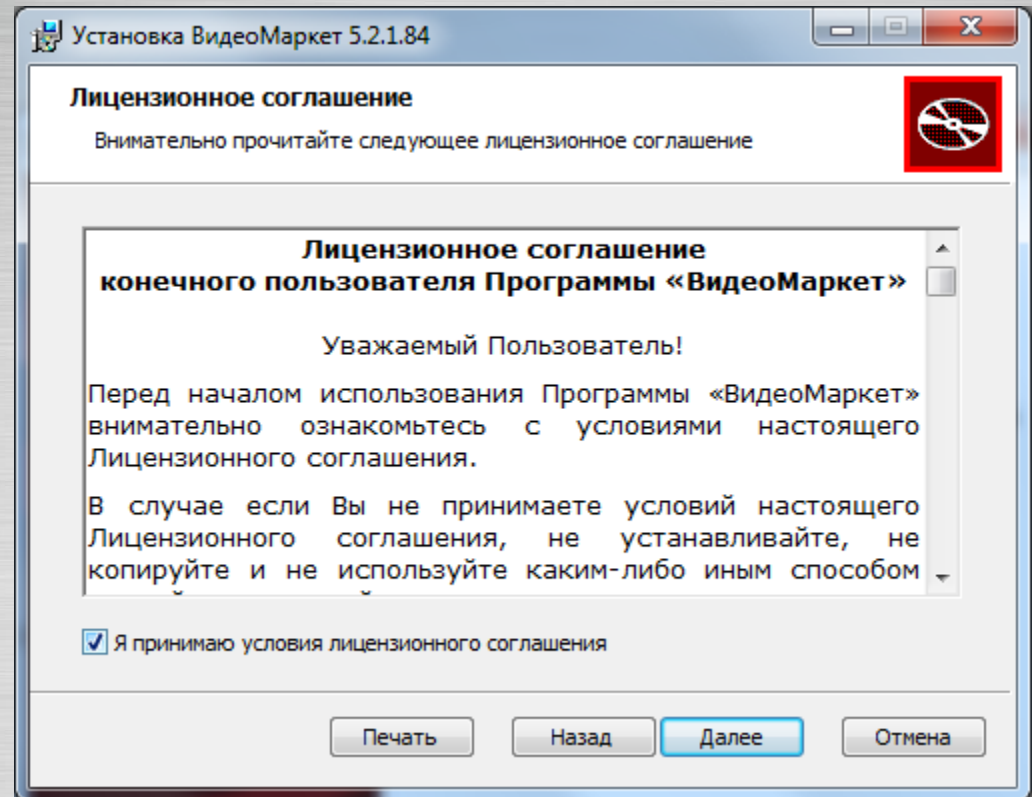 Установка ВидеоМаркет 5.2.1.84
Лицензионное соглашение
Внимательно прочитайте следующее лицензионное соглашение
Лицензионное соглашение
конечного пользователя Программы «ВидеоМаркет»
Уважаемый Пользователь!
Перед началом использования Программы «ВидеоМаркет»
внимательно ознакомьтесь с условиями настоящего
Лицензионного соглашения.
В случае если Вы не принимаете условий настоящего
Лицензионного соглашения, не устанавливайте, не
копируйте и не используйте каким-либо иным способом
Я принимаю условия лицензионного соглашения
Печать
Назад
Далее
Отмена